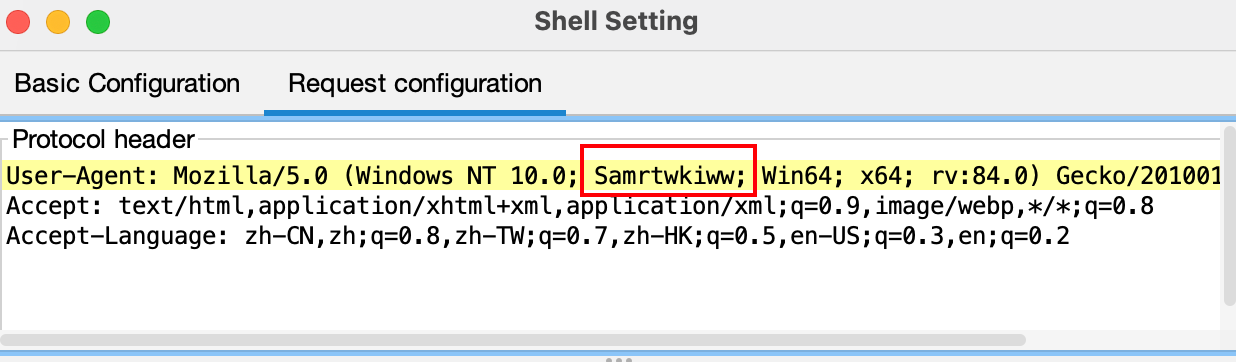 Shell Setting
Basic Configuration Request configuration
Protocol header
User-Agent: Mozilla/5.0 (Windows NT 10.0; Samrtwkiww; Win64; x64; rv:84.0) Gecko/201001
Accept: text/html,application/xhtml+xml,application/xml;q=0.9,image/webp,*/*;q=0.8
Accept-Language: zh-CN,zh;q=0.8,zh-TW;q=0.7,zh-HK;q=0.5,en-US;q=0.3,en;q=0.2